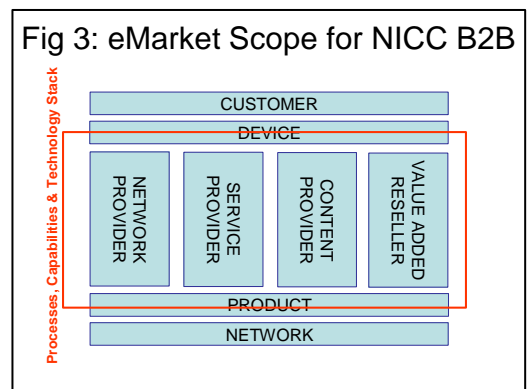 Fig 3: eMarket Scope for NICC B2B
Processes, Capabilities & Technology Stack
CUSTOMER
DEVICE
NETWORK
PROVIDER
SERVICE
PROVIDER
CONTENT
PROVIDER
VALUE ADDED
RESELLER
PRODUCT
NETWORK